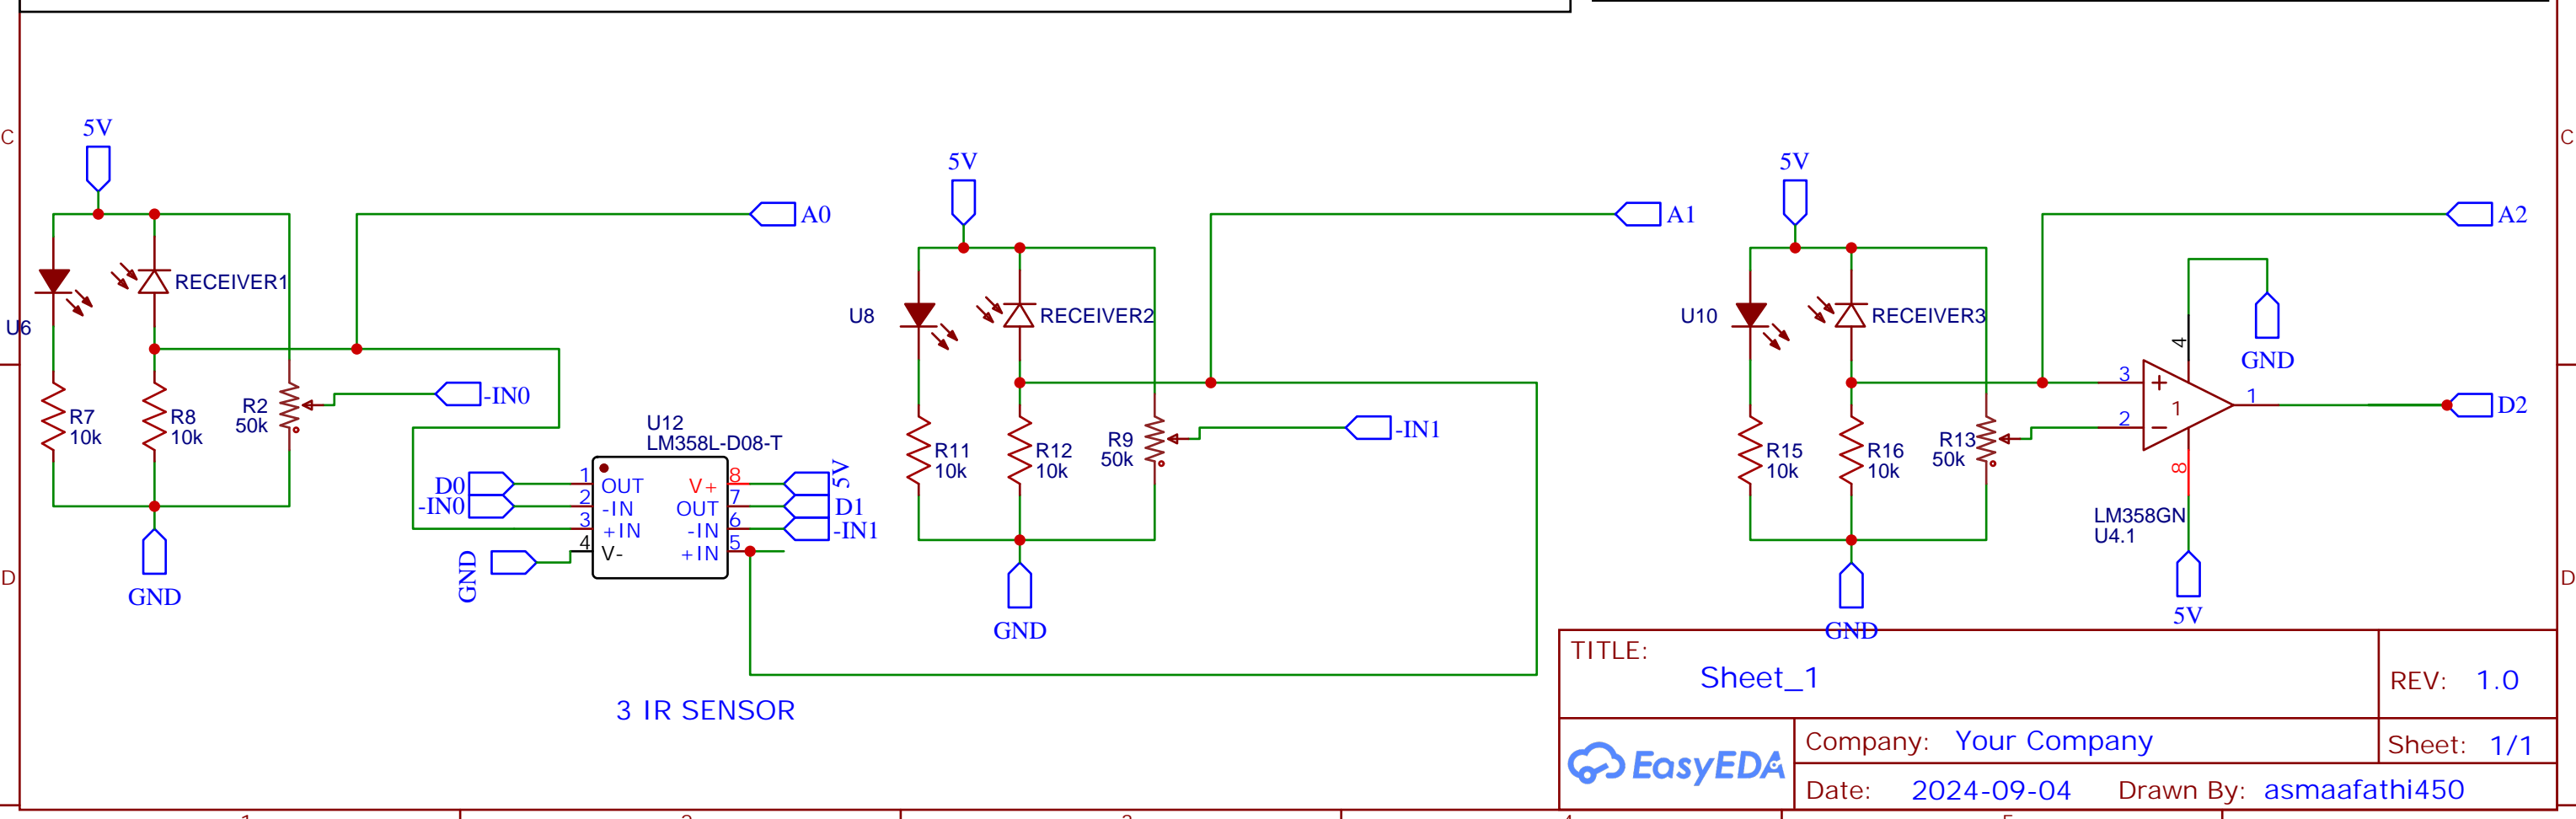 C
D
5V
U6
RECEIVER1
R7
10k
R8
10k
R2
50k
GND
A0
-IN0
U12
LM358L-D08-T
D0
-IN0
GND
1
2
3
4
OUT
-IN
+IN
V-
V+
OUT
-IN
+IN
8
7
6
5
5V
D1
-IN1
3 IR SENSOR
5V
U8
RECEIVER2
R11
10k
R12
10k
R9
50k
GND
A1
-IN1
5V
U10
RECEIVER3
R15
10k
R16
10k
R13
50k
GND
A2
4
GND
3
2
1
1
8
D2
LM358GN
U4.1
5V
C
D
TITLE:
Sheet_1
REV: 1.0
EasyEDA
Company: Your Company
Sheet: 1/1
Date: 2024-09-04
Drawn By: asmaafathi450